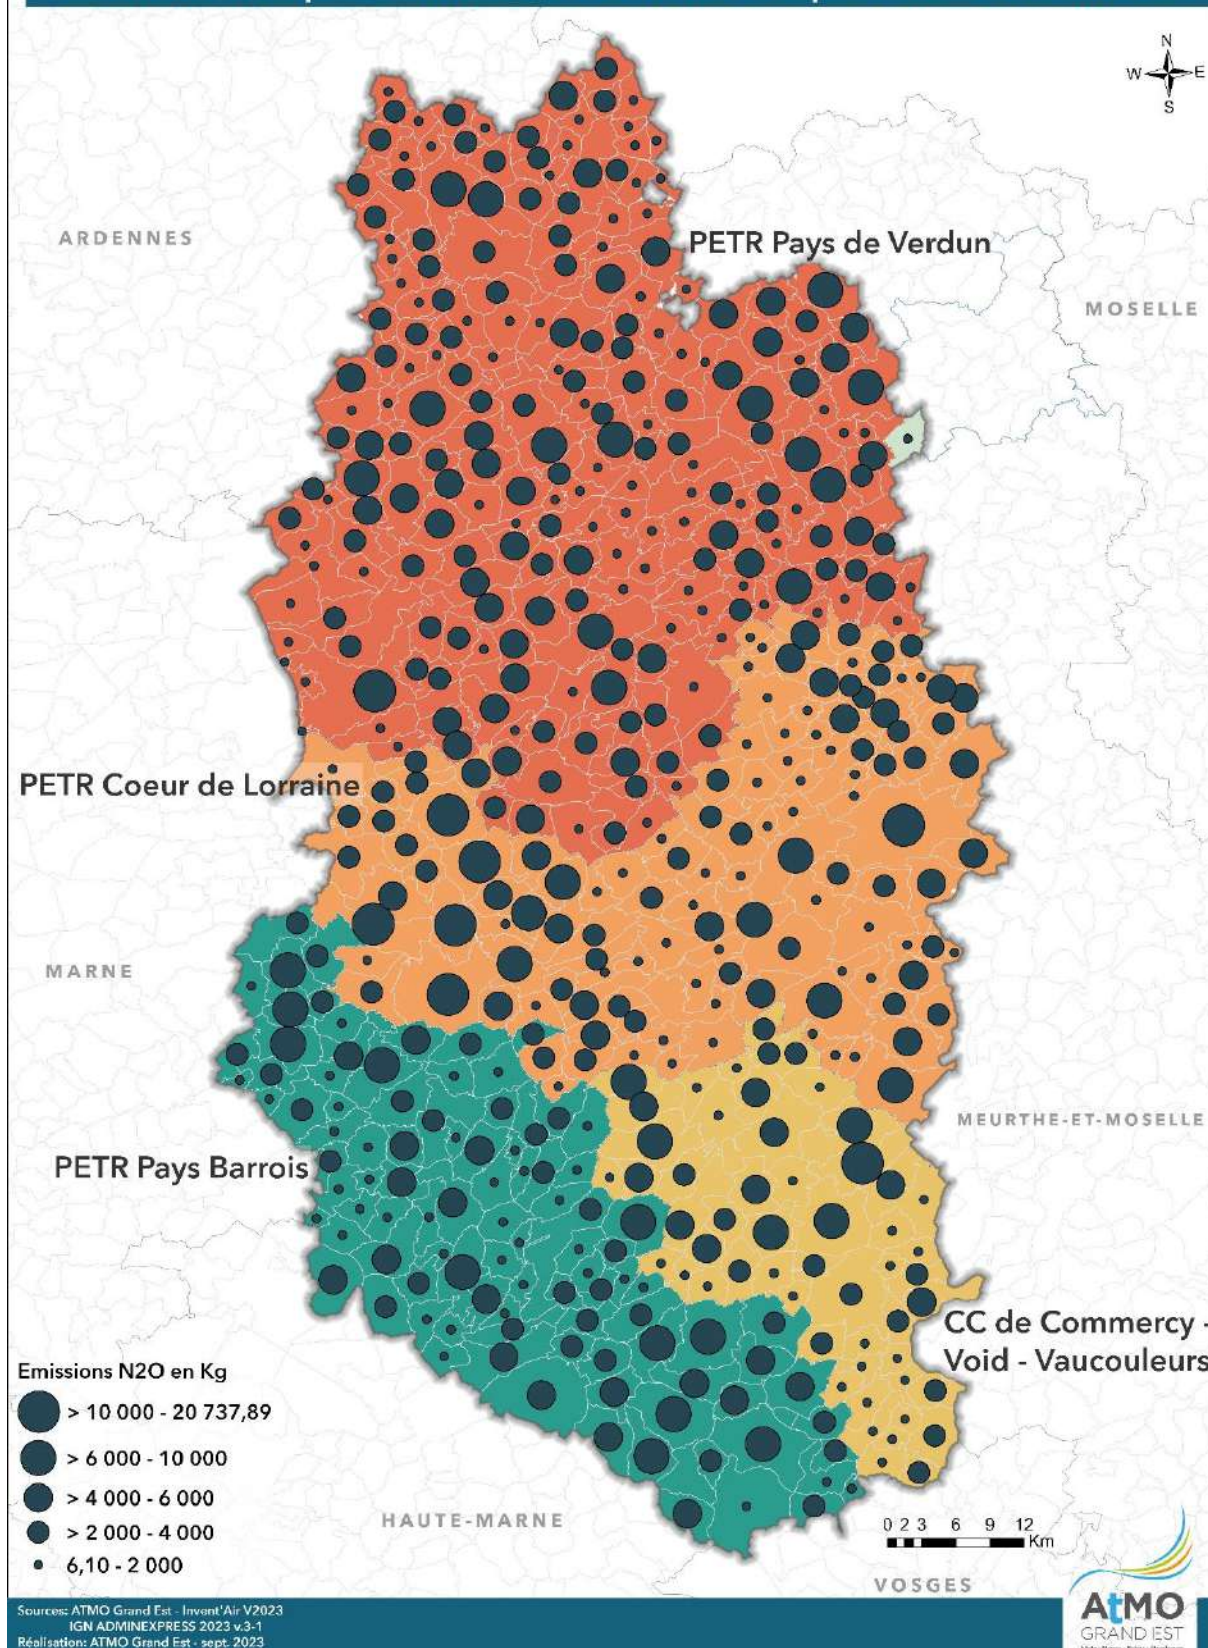 N
W E
S
ARDENNES
PETR Pays de Verdun
MOSELLE
PETR Coeur de Lorraine
MARNE
MEURTHE-ET-MOSELLE
PETR Pays Barrois
CC de Commercy -
Void - Vaucouleurs
Emissions N2O en Kg
> 10 000 - 20 737,89
> 6 000 - 10 000
> 4 000 - 6 000
> 2 000 - 4 000
6,10 - 2 000
HAUTE-MARNE
0 2 3 6 9 12
Km
VOSGES
Sources: ATMO Grand Est - Invent'Air V2023
IGN ADMINEXPRESS 2023 v.3-1
Réalisation: ATMO Grand Est - sept. 2023
AtMO
GRAND EST